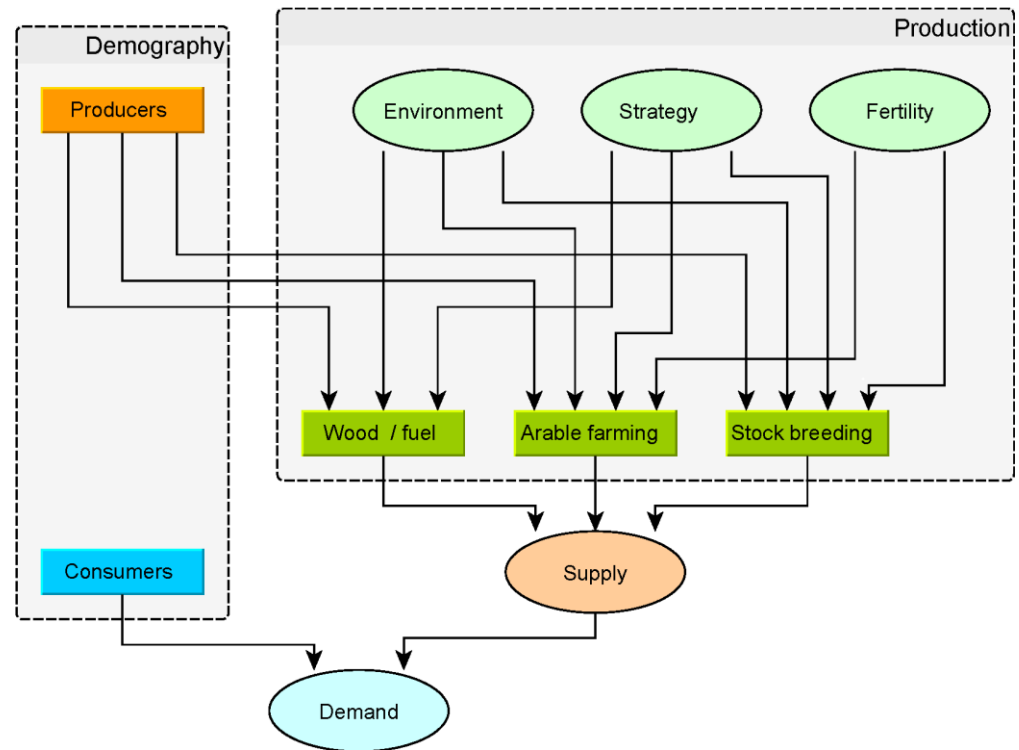 Demography
Production
Producers
Environment
Strategy
Fertility
Wood / fuel
Arable farming
Stock breeding
Consumers
Supply
Demand